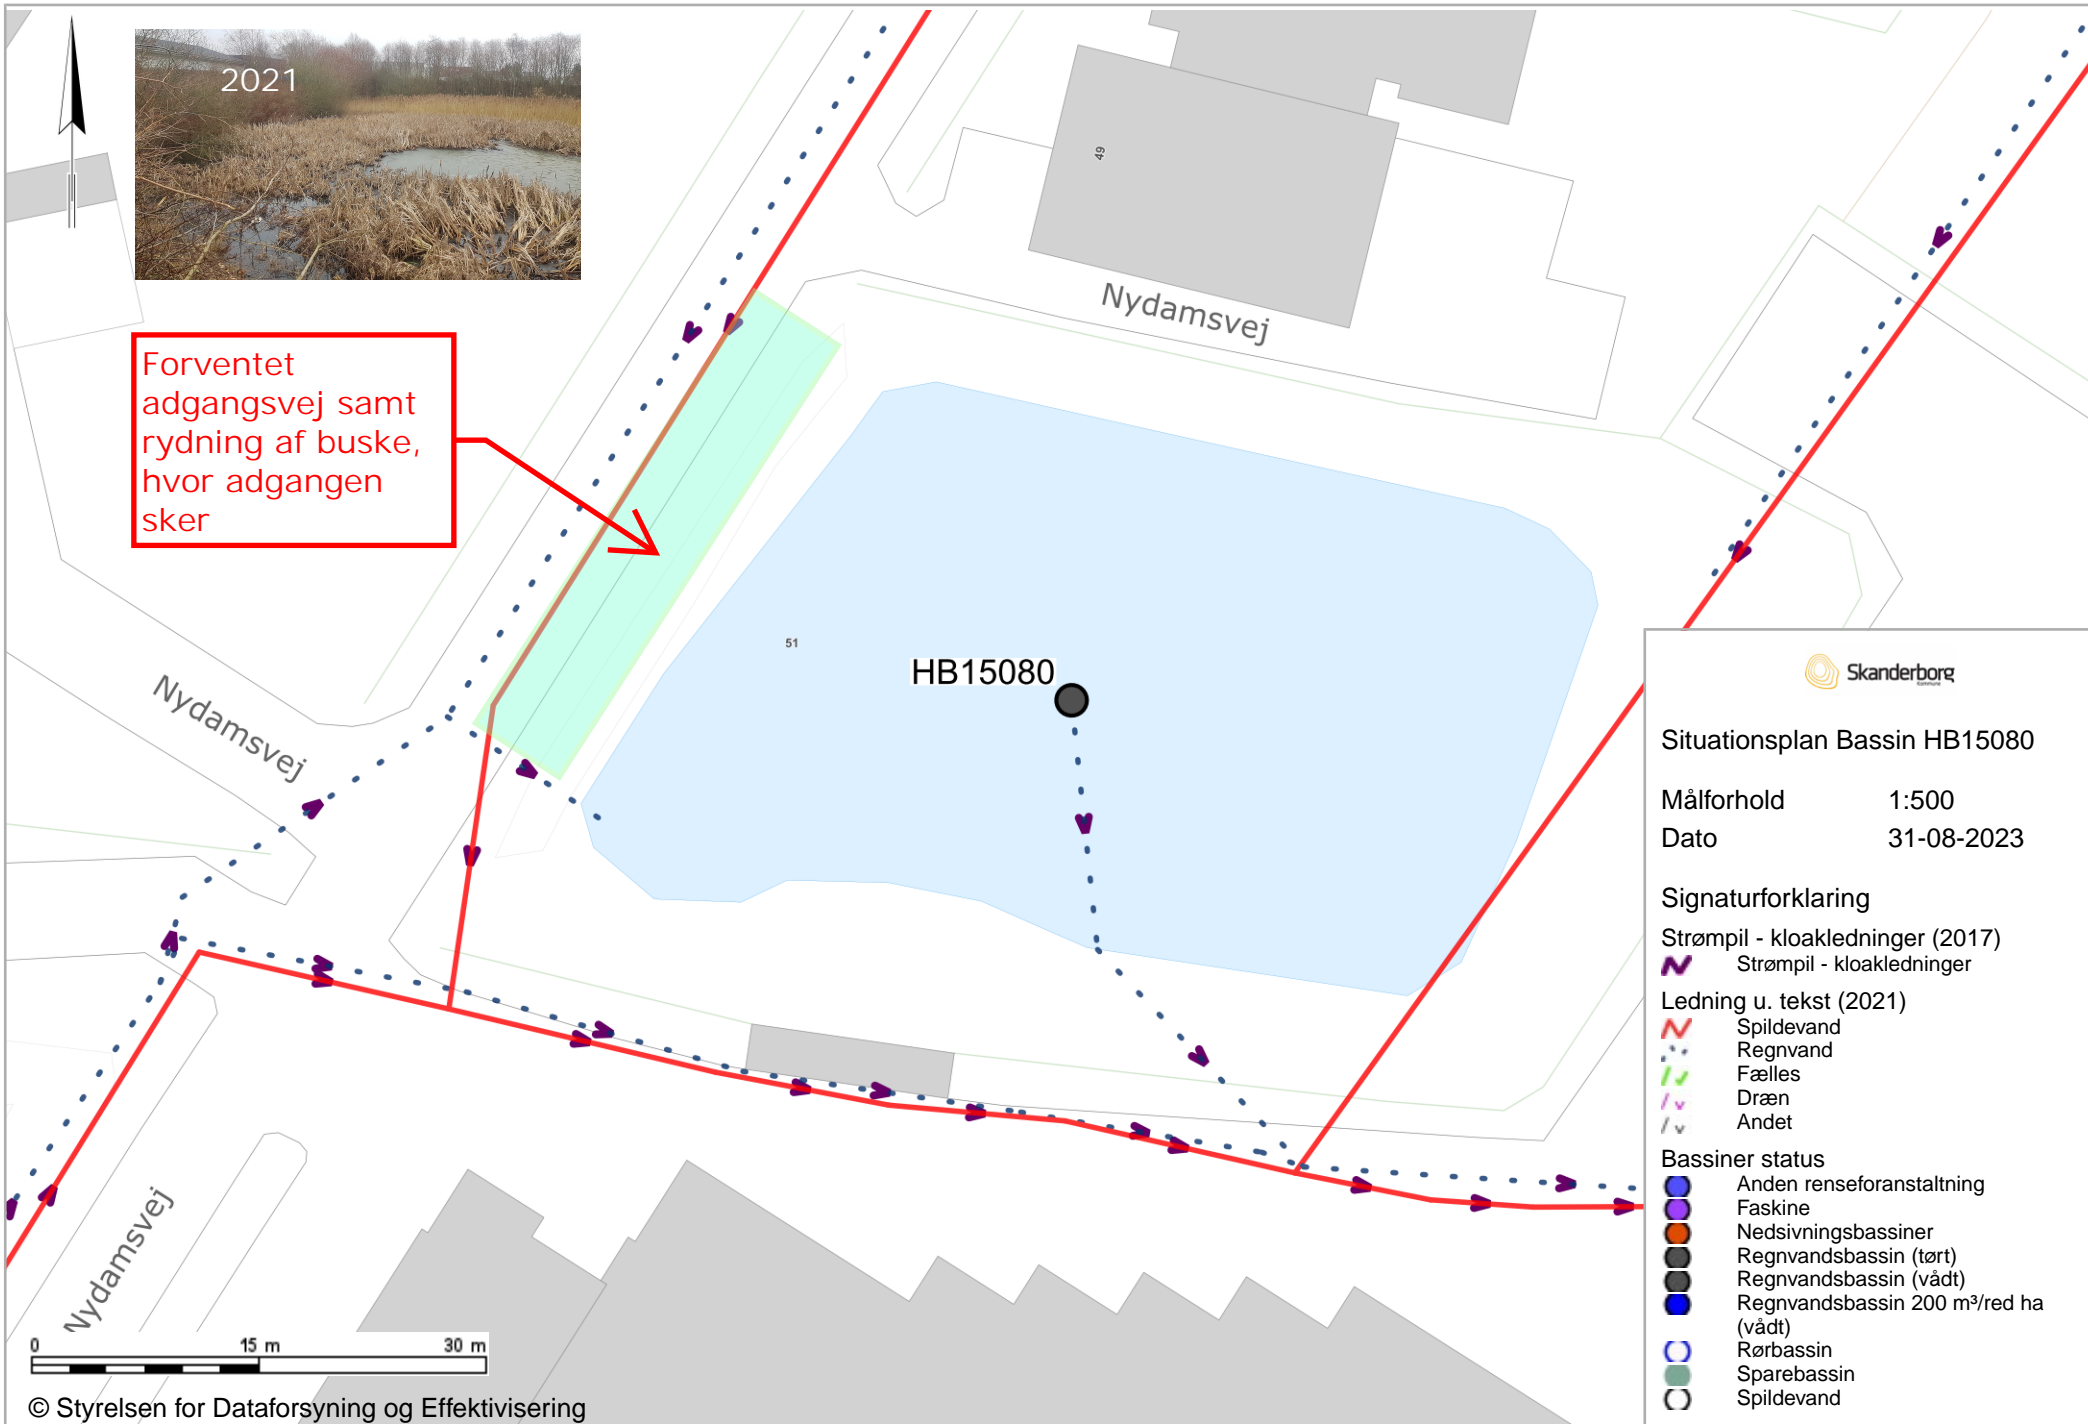 2021
Forventet
adgangsvej samt
rydning af buske,
hvor adgangen
sker
49
Nydamsvej
51
HB15080
Nydamsvej
Nydamsvej
0 15 m 30 m
© Styrelsen for Dataforsyning og Effektivisering
Skanderborg
Kommune
Situationsplan Bassin HB15080
Målforhold 1:500
Dato 31-08-2023
Signaturforklaring
Strømpil - kloakledninger (2017)
Strømpil - kloakledninger
Ledning u. tekst (2021)
Spildevand
Regnvand
Fælles
Dræn
Andet
Bassiner status
Anden renseforanstaltning
Faskine
Nedsivningsbassiner
Regnvandsbassin (tørt)
Regnvandsbassin (vådt)
Regnvandsbassin 200 m³/red ha
(vådt)
Rørbassin
Sparebassin
Spildevand